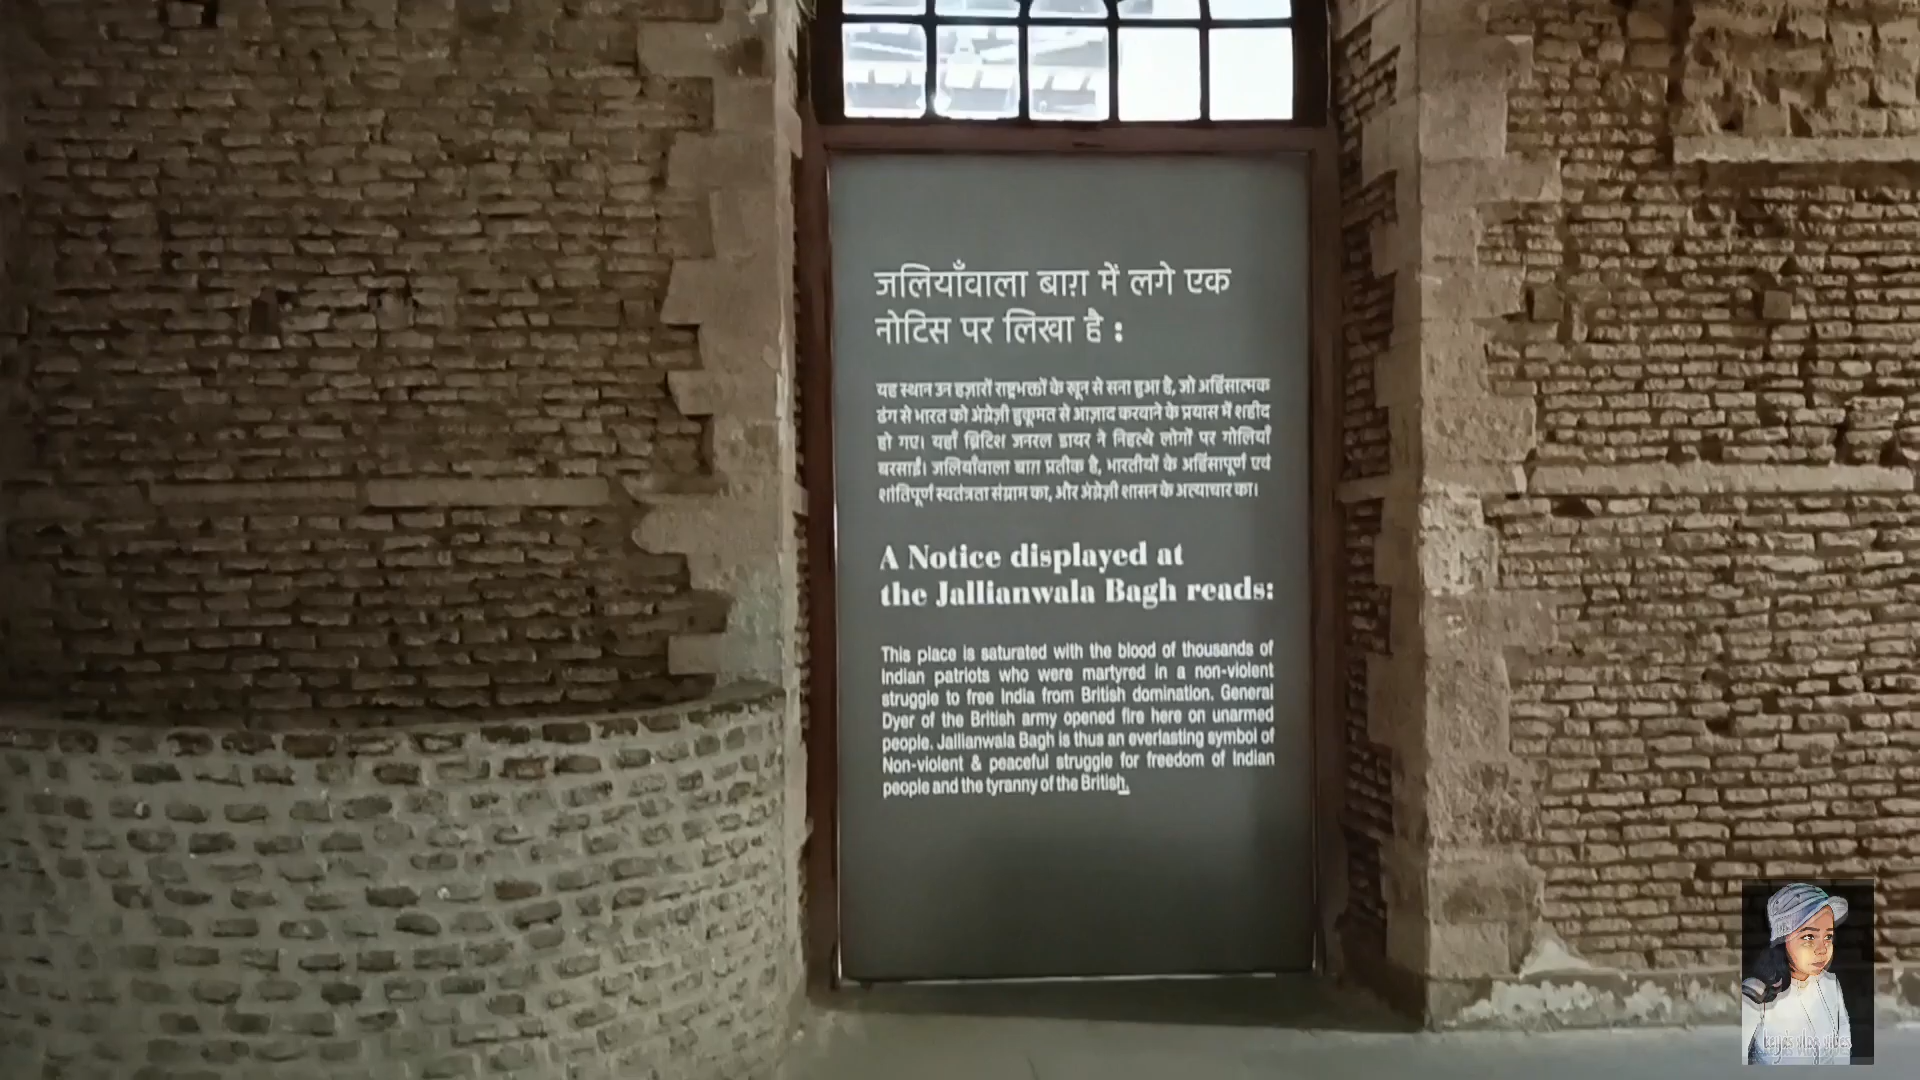 जलियाँवाला बाग़ में लगे एक
नोटिस पर लिखा है :
यह स्थान उन हज़ारों राष्ट्रभक्तों के खून से सना हुआ है, जो अहिंसात्मक
ढंग से भारत को अंग्रेज़ी हुकूमत से आज़ाद करवाने के प्रयास में शहीद
हो गए। यहाँ ब्रिटिश जनरल डायर ने निहत्थे लोगों पर गोलियाँ
बरसाईं। जलियाँवाला बाग़ प्रतीक है, भारतीयों के अहिंसापूर्ण एवं
शांतिपूर्ण स्वतंत्रता संग्राम का, और अंग्रेज़ी शासन के अत्याचार का।
A Notice displayed at
the Jallianwala Bagh reads:
This place is saturated with the blood of thousands of
Indian patriots who were martyred in a non-violent
struggle to free India from British domination. General
Dyer of the British army opened fire here on unarmed
people. Jallianwala Bagh is thus an everlasting symbol of
Non-violent & peaceful struggle for freedom of Indian
people and the tyranny of the British.